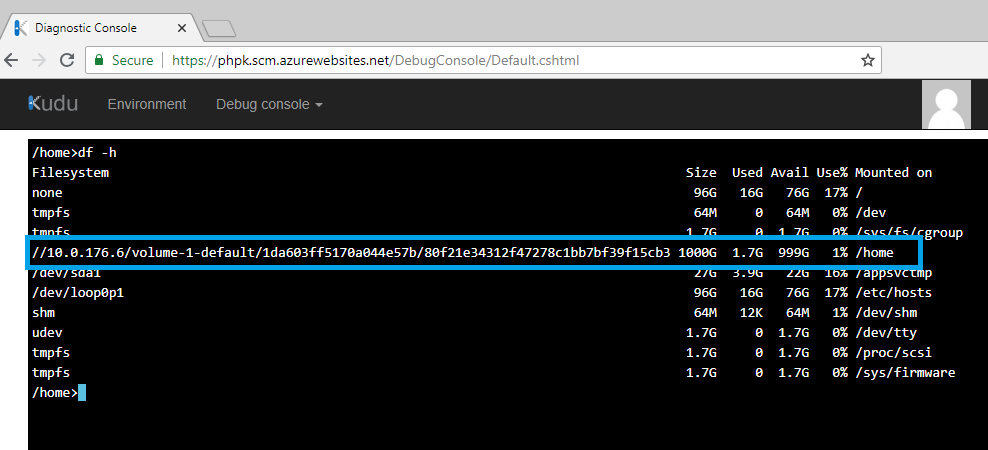 Diagnostic Console
Secure https://phpk.scm.azurewebsites.net/DebugConsole/Default.cshtml
Kudu Environment Debug console
/home>df -h
Filesystem Size Used Avail Use% Mounted on
none 96G 16G 76G 17% /
tmpfs 64M 0 64M 0% /dev
tmpfs 1.7G 0 1.7G 0% /sys/fs/cgroup
//10.0.176.6/volume-1-default/1da603ff5170a044e57b/80f21e34312f47278c1bb7bf39f15cb3 1000G 1.7G 999G 1% /home
/dev/sda1 27G 3.9G 22G 16% /appsvctmp
/dev/loop0p1 96G 16G 76G 17% /etc/hosts
shm 64M 12K 64M 1% /dev/shm
udev 1.7G 0 1.7G 0% /dev/tty
tmpfs 1.7G 0 1.7G 0% /proc/scsi
tmpfs 1.7G 0 1.7G 0% /sys/firmware
/home>